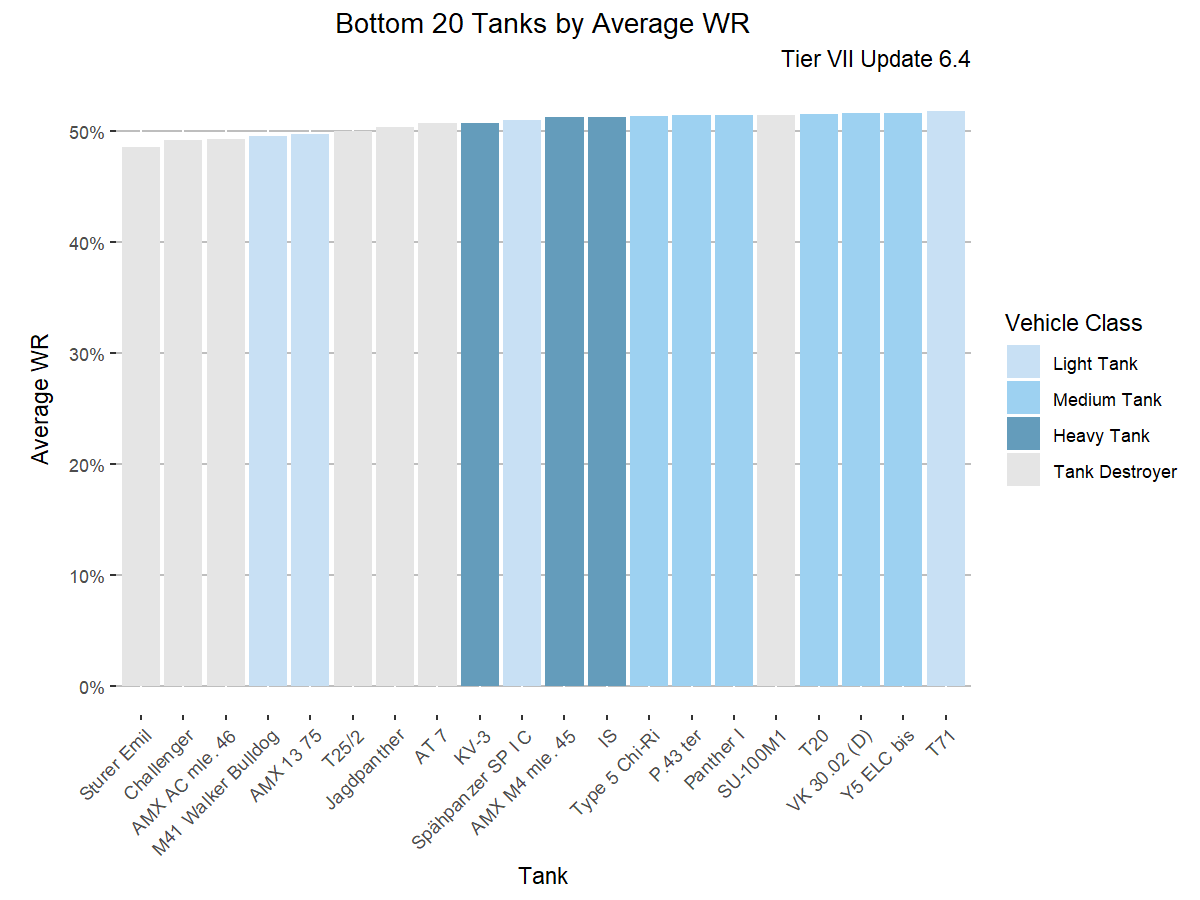 Bottom 20 Tanks by Average WR
Tier VII Update 6.4
Average WR
50%
40%
30%
20%
10%
0%
Sturer Emil
Challenger
AMX AC mle. 46
M41 Walker Bulldog
AMX 13 75
T25/2
Jagdpanther
AT 7
KV-3
Spähpanzer SP I C
AMX M4 mle. 45
IS
Type 5 Chi-Ri
P.43 ter
Panther I
SU-100M1
T20
VK 30.02 (D)
Y5 ELC bis
T71
Tank
Vehicle Class
Light Tank
Medium Tank
Heavy Tank
Tank Destroyer